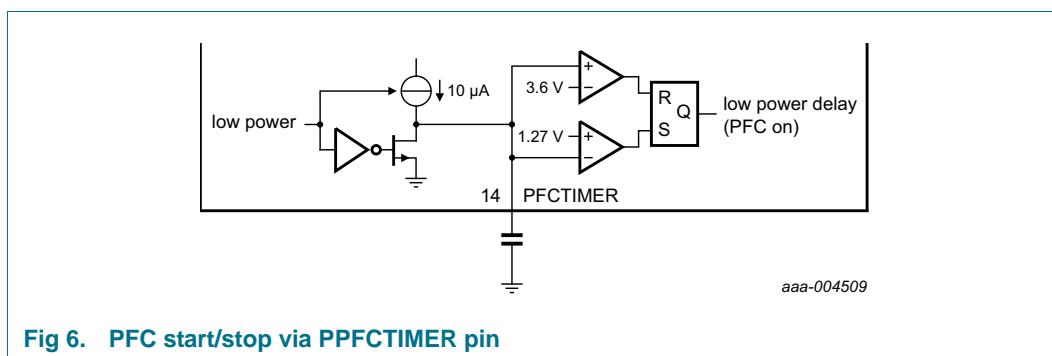 low power
10 µA
3.6 V
+
−
1.27 V
+
−
R
S
Q
low power delay
(PFC on)
14 PFCTIMER
aaa-004509
Fig 6. PFC start/stop via PPFCTIMER pin